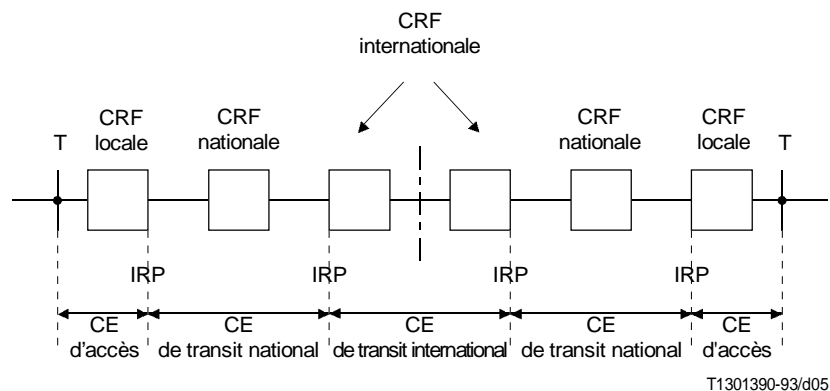 CRF
internationale
CRF
locale
CRF
nationale
CRF
nationale
CRF
locale
T
T
IRP
IRP
IRP
IRP
CE
d'accès
CE
de transit national
CE
de transit international
CE
de transit national
CE
d'accès
T1301390-93/d05